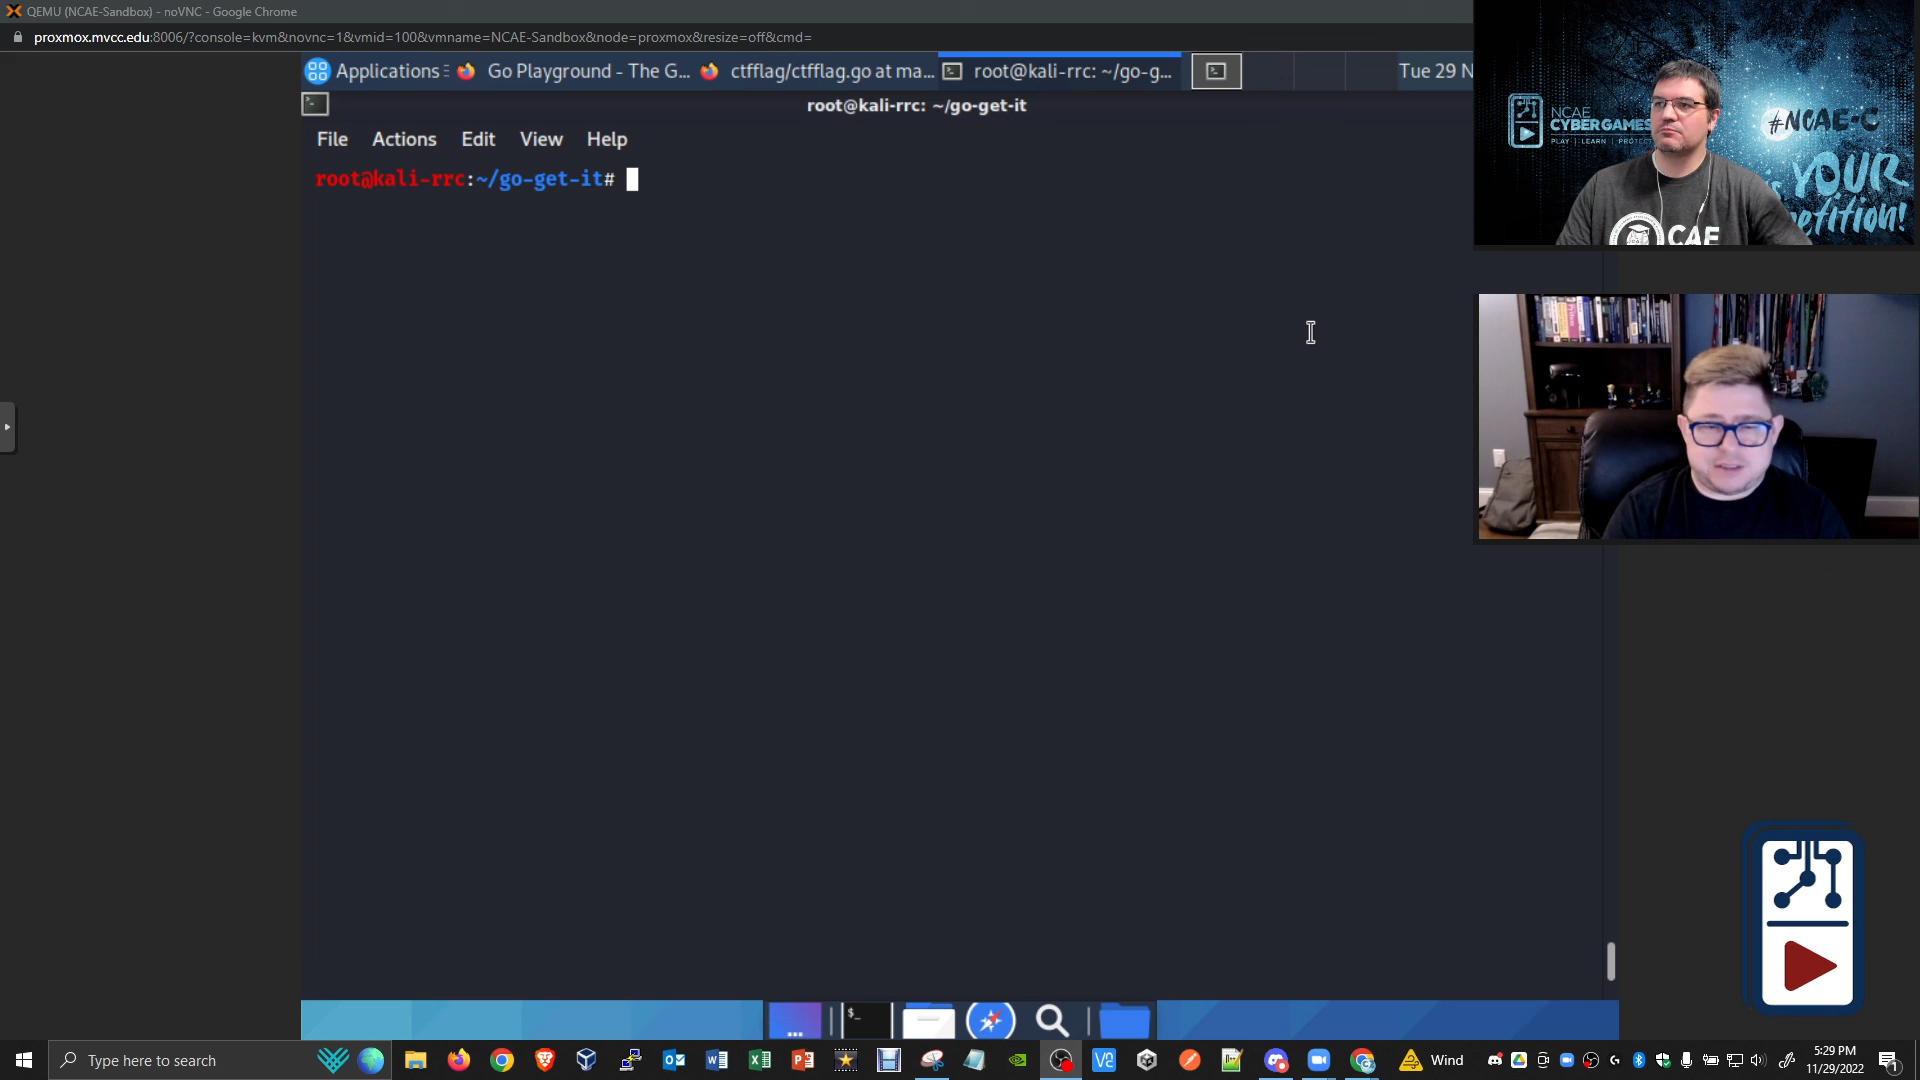 QEMU (NCAE-Sandbox) - noVNC - Google Chrome
proxmox.mvcc.edu:8006/?console=kvm&novnc=1&vmid=100&vmname=NCAE-Sandbox&node=proxmox&resize=off&cmd=
Applications
Go Playground - The G...
ctfflag/ctfflag.go at ma...
root@kali-rrc: ~/go-g...
Tue 29 N
root@kali-rrc: ~/go-get-it
File Actions Edit View Help
root@kali-rrc:~/go-get-it#
NCAE
CYBERGAMES
PLAY | LEARN | PROTECT
#NCAE-C
YOUR
petition!
CAE
Type here to search
Wind
5:29 PM
11/29/2022
1